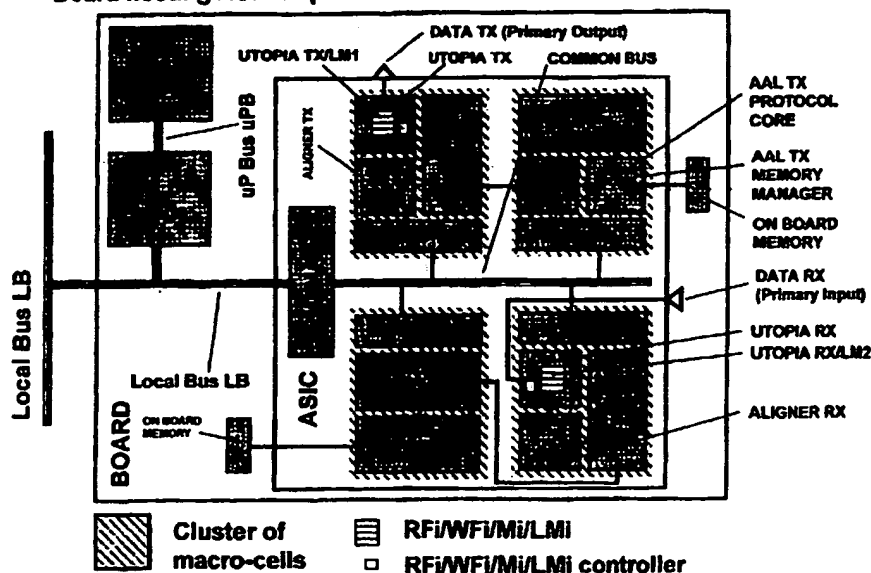 DATA TX (Primary Output)
UTOPIA TX/LM1
UTOPIA TX
COMMON BUS
AAL TX
PROTOCOL
CORE
AAL TX
MEMORY
MANAGER
ON BOARD
MEMORY
DATA RX
(Primary Input)
UTOPIA RX
UTOPIA RX/LM2
ALIGNER RX
ALIGNER TX
uP Bus uPB
Local Bus LB
Local Bus LB
ASIC
BOARD
ON BOARD
MEMORY
Cluster of
macro-cells
RFi/WFi/Mi/LMi
RFi/WFi/Mi/LMi controller